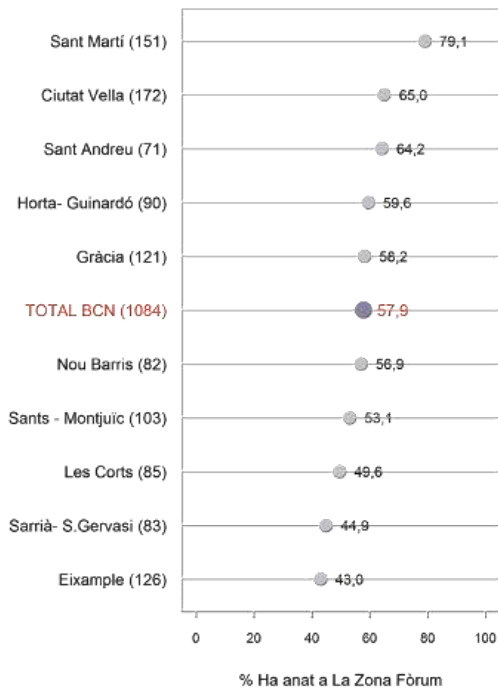 Sant Martí (151) 79,1
Ciutat Vella (172) 65,0
Sant Andreu (71) 64,2
Horta- Guinardó (90) 59,6
Gràcia (121) 58,2
TOTAL BCN (1084) 57,9
Nou Barris (82) 56,9
Sants - Montjuïc (103) 53,1
Les Corts (85) 49,6
Sarrià- S.Gervasi (83) 44,9
Eixample (126) 43,0
0 20 40 60 80 100
% Ha anat a La Zona Fòrum